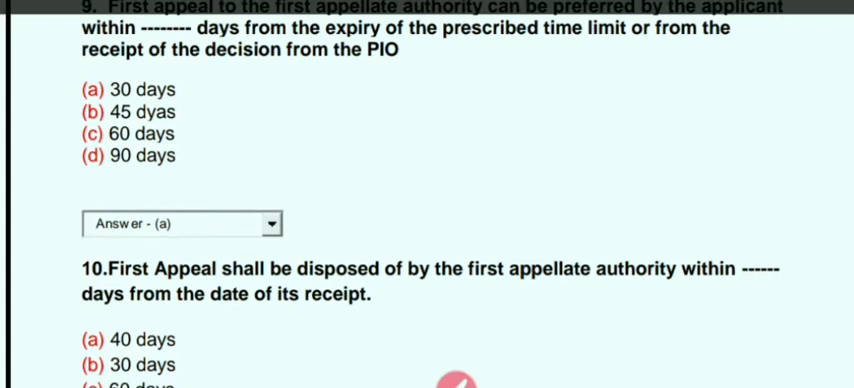 9. First appeal to the first appellate authority can be preferred by the applicant
within -------- days from the expiry of the prescribed time limit or from the
receipt of the decision from the PIO
(a) 30 days
(b) 45 dyas
(c) 60 days
(d) 90 days
Answer - (a)
10.First Appeal shall be disposed of by the first appellate authority within ------
days from the date of its receipt.
(a) 40 days
(b) 30 days
(c) 60 days